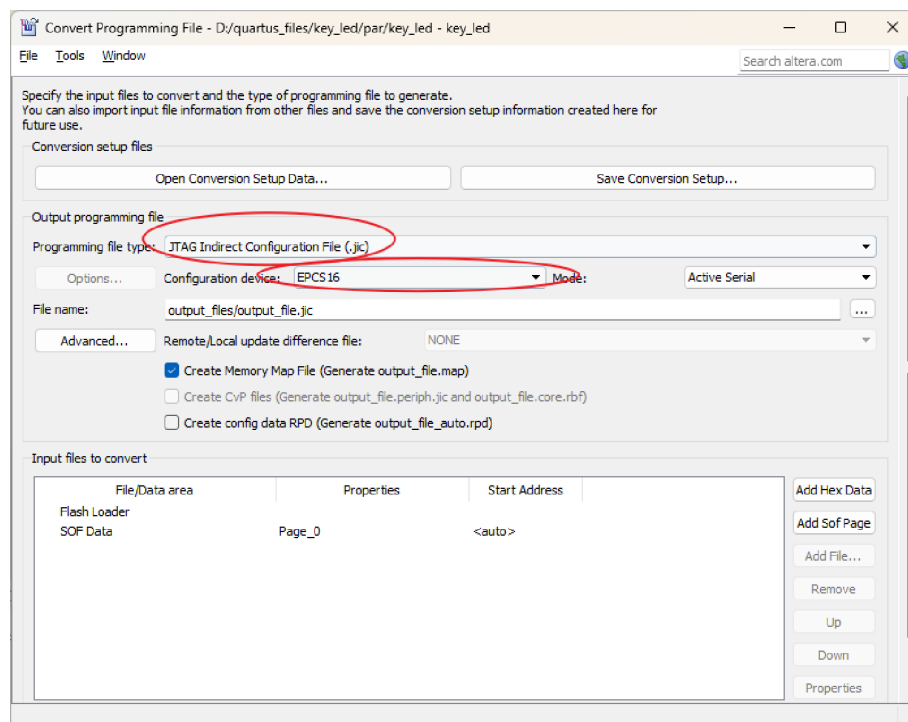 Convert Programming File - D:/quartus_files/key_led/par/key_led - key_led
File Tools Window
Search altera.com
Specify the input files to convert and the type of programming file to generate.
You can also import input file information from other files and save the conversion setup information created here for
future use.
Conversion setup files
Open Conversion Setup Data... Save Conversion Setup...
Output programming file
Programming file type: JTAG Indirect Configuration File (.jic)
Options... Configuration device: EPCS16 Mode: Active Serial
File name: output_files/output_file.jic ...
Advanced... Remote/Local update difference file: NONE
Create Memory Map File (Generate output_file.map)
Create CvP files (Generate output_file.periph.jic and output_file.core.rbf)
Create config data RPD (Generate output_file_auto.rpd)
Input files to convert
File/Data area Properties Start Address Add Hex Data
Flash Loader
SOF Data Page_0 <auto> Add Sof Page
Add File...
Remove
Up
Down
Properties